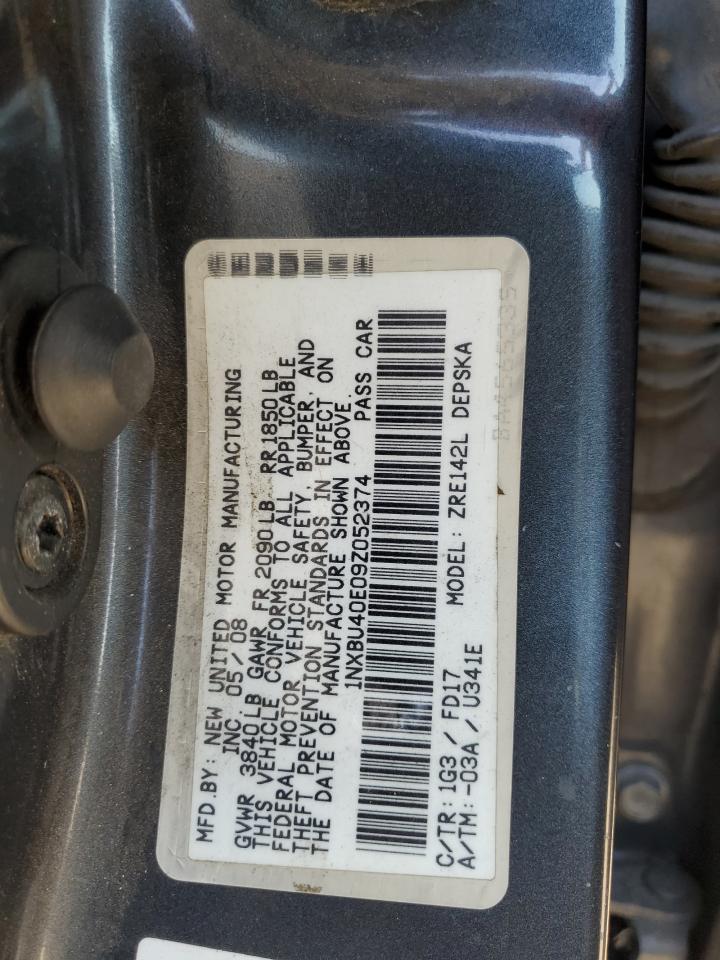 MFD.BY: NEW UNITED MOTOR MANUFACTURING
INC. 05/08
GVWR 3840LB GAWR FR 2090LB RR1850LB
THIS VEHICLE CONFORMS TO ALL APPLICABLE
FEDERAL MOTOR VEHICLE SAFETY, BUMPER, AND
THEFT PREVENTION STANDARDS IN EFFECT ON
THE DATE OF MANUFACTURE SHOWN ABOVE.
1NXBU40E09Z052374 PASS CAR
C/TR: 1G3 / FD17 MODEL: ZRE142L DEPSKA
A/TM: -03A / U341E